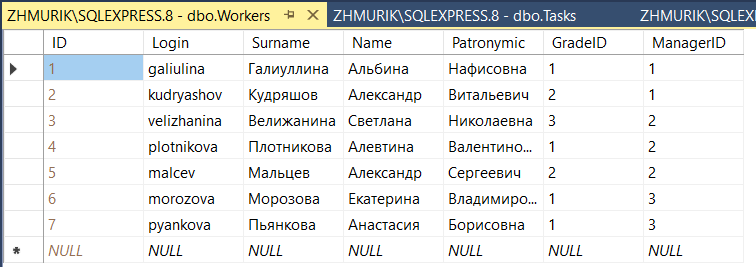 ZHMURIK\SQLEXPRESS.8 - dbo.Workers ZHMURIK\SQLEXPRESS.8 - dbo.Tasks ZHMURIK\SQLEXPRESS.8
ID Login Surname Name Patronymic GradeID ManagerID
1 galiulina Галиуллина Альбина Нафисовна 1 1
2 kudryashov Кудряшов Александр Витальевич 2 1
3 velizhanina Велижанина Светлана Николаевна 3 2
4 plotnikova Плотникова Алевтина Валентино... 1 2
5 malcev Мальцев Александр Сергеевич 2 2
6 morozova Морозова Екатерина Владимиро... 1 3
7 pyankova Пьянкова Анастасия Борисовна 1 3
NULL NULL NULL NULL NULL NULL NULL